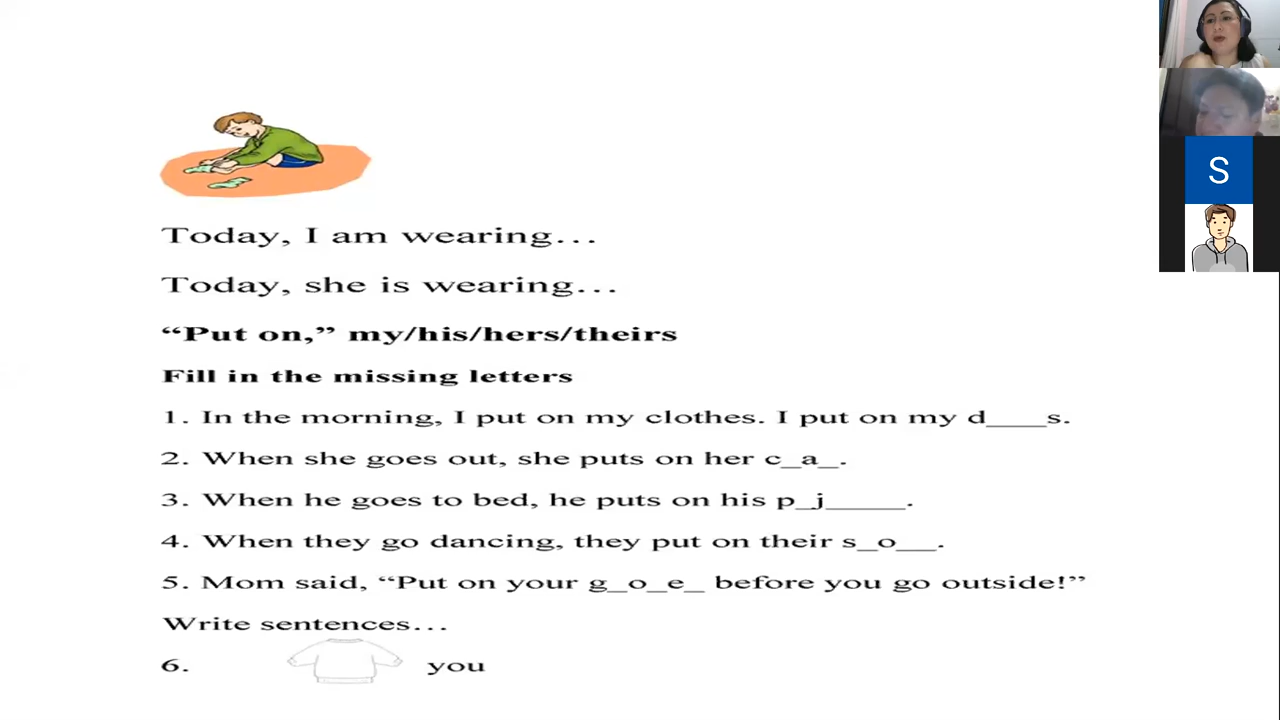 Today, I am wearing…
Today, she is wearing…
“Put on,” my/his/hers/theirs
Fill in the missing letters
1. In the morning, I put on my clothes. I put on my d____s.
2. When she goes out, she puts on her c_a_.
3. When he goes to bed, he puts on his p_j_____.
4. When they go dancing, they put on their s_o__.
5. Mom said, “Put on your g_o_e_ before you go outside!”
Write sentences…
6. you
S